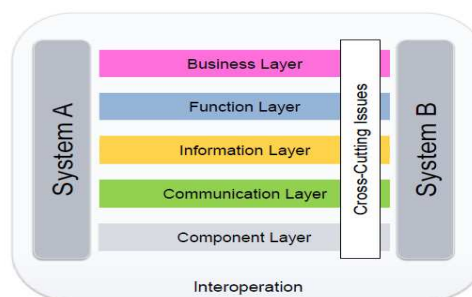 System A
Business Layer
Function Layer
Information Layer
Communication Layer
Component Layer
Cross-Cutting Issues
System B
Interoperation